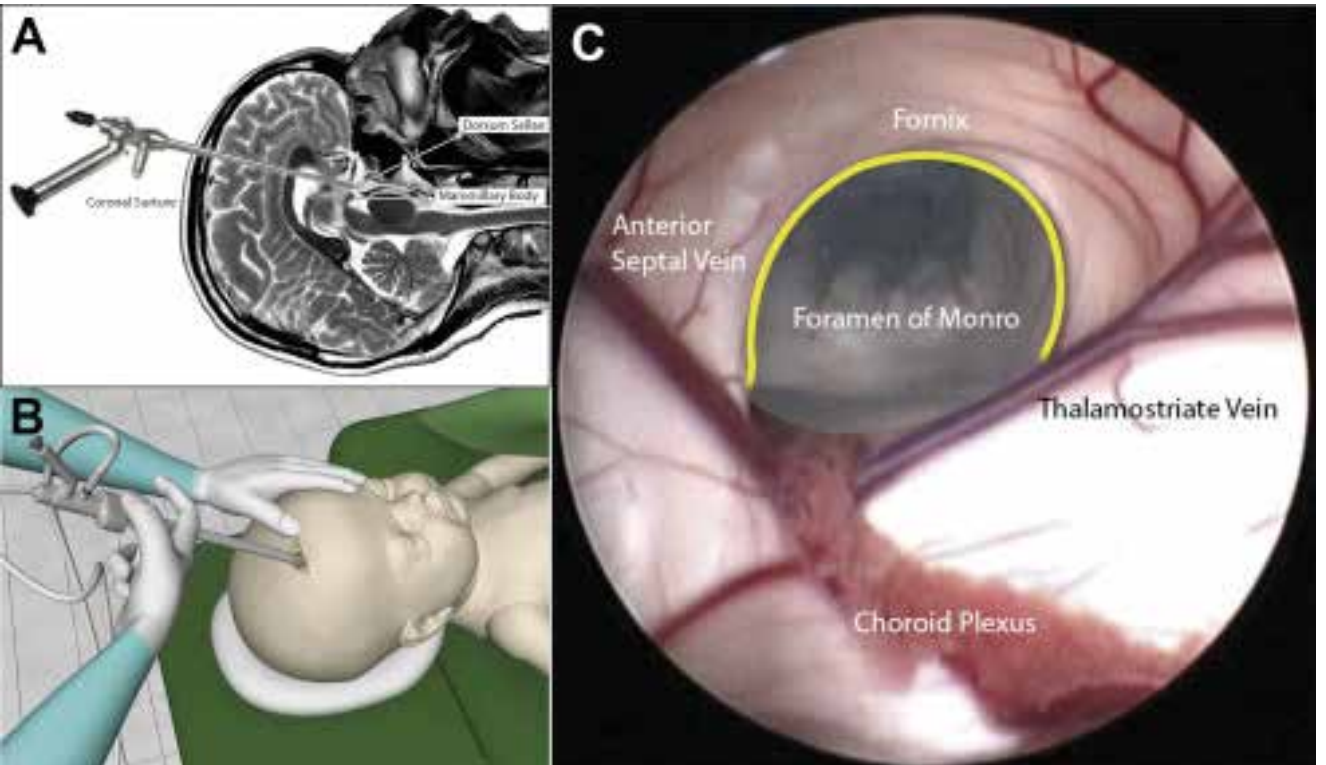 A
Dorsum Sellae
Coronal Suture
Mammillary Body
B
C
Fornix
Anterior
Septal Vein
Foramen of Monro
Thalamostriate Vein
Choroid Plexus